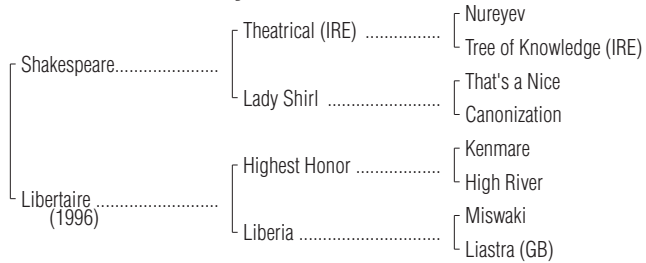 Nureyev
Theatrical (IRE) ..................
Tree of Knowledge (IRE)
Shakespeare........................
That's a Nice
Lady Shirl ...........................
Canonization
Kenmare
Highest Honor ....................
High River
Libertaire .............................
(1996)
Miswaki
Liberia .................................
Liastra (GB)